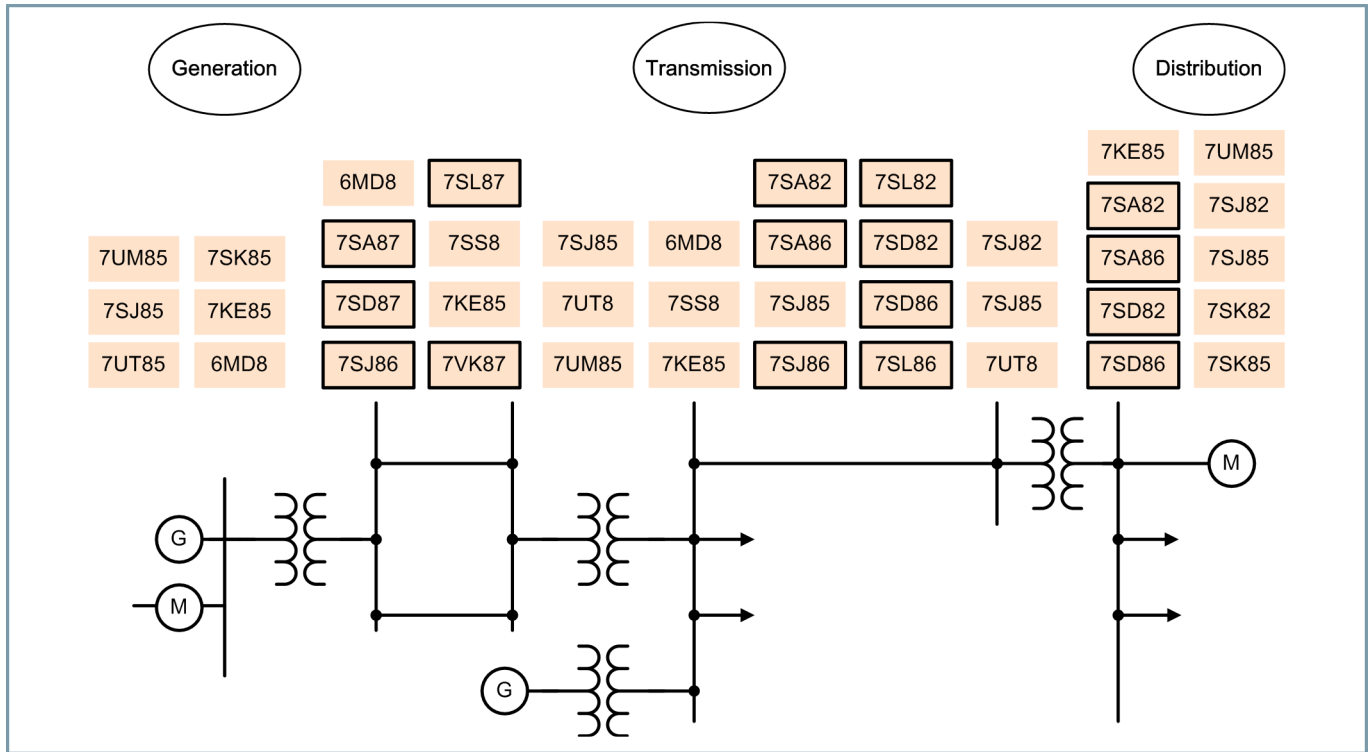 Generation
Transmission
Distribution
7KE85 7UM85
6MD8 7SL87 7SA82 7SL82
7SA82 7SJ82
7SA87 7SS8 7SJ85 6MD8 7SA86 7SD82 7SJ82
7UM85 7SK85
7SA86 7SJ85
7SJ85 7KE85
7SD87 7KE85 7UT8 7SS8 7SJ85 7SD86 7SJ85
7SD82 7SK82
7UT85 6MD8 7SJ86 7VK87 7UM85 7KE85 7SJ86 7SL86 7UT8 7SD86 7SK85
M
G
M
G